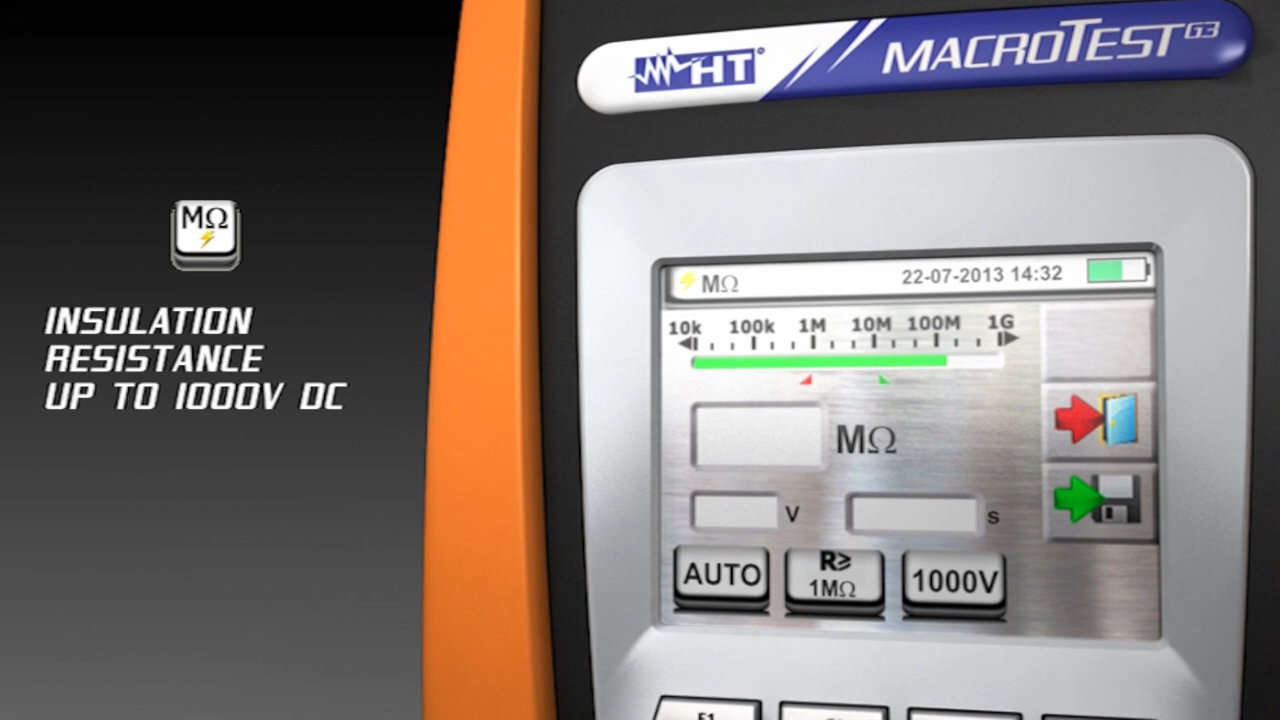 HT
MACROTEST G3
MΩ
INSULATION
RESISTANCE
UP TO 1000V DC
MΩ 22-07-2013 14:32
10k 100k 1M 10M 100M 1G
MΩ
V s
AUTO R≥ 1MΩ 1000V